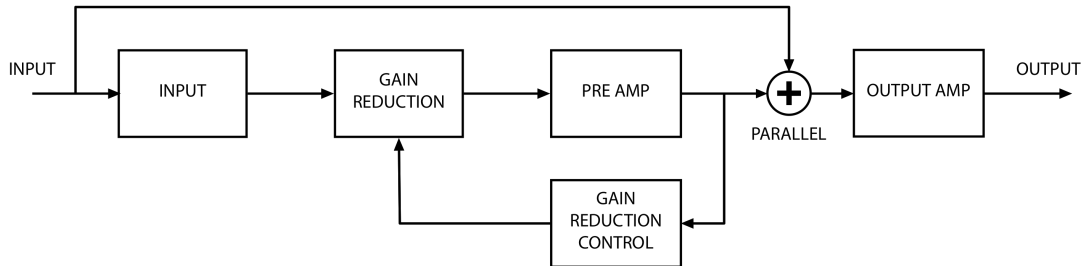 INPUT
INPUT
GAIN
REDUCTION
PRE AMP
PARALLEL
OUTPUT AMP
OUTPUT
GAIN
REDUCTION
CONTROL